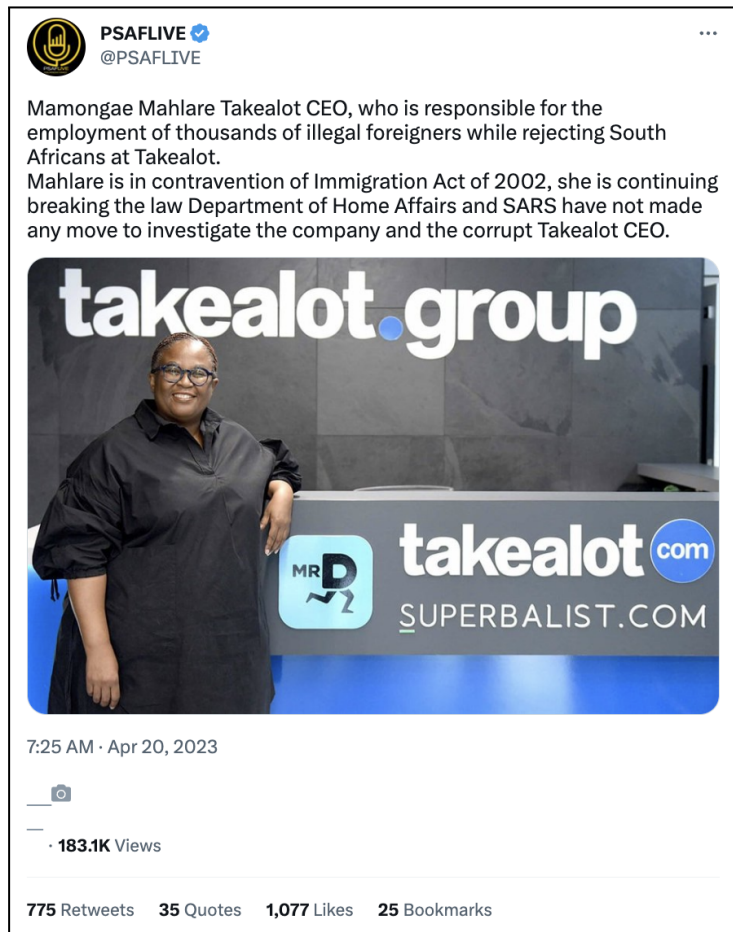 PSAFLIVE
@PSAFLIVE
Mamongae Mahlare Takealot CEO, who is responsible for the
employment of thousands of illegal foreigners while rejecting South
Africans at Takealot.
Mahlare is in contravention of Immigration Act of 2002, she is continuing
breaking the law Department of Home Affairs and SARS have not made
any move to investigate the company and the corrupt Takealot CEO.
takealot.group
MR D
takealot com
SUPERBALIST.COM
7:25 AM · Apr 20, 2023
· 183.1K Views
775 Retweets 35 Quotes 1,077 Likes 25 Bookmarks